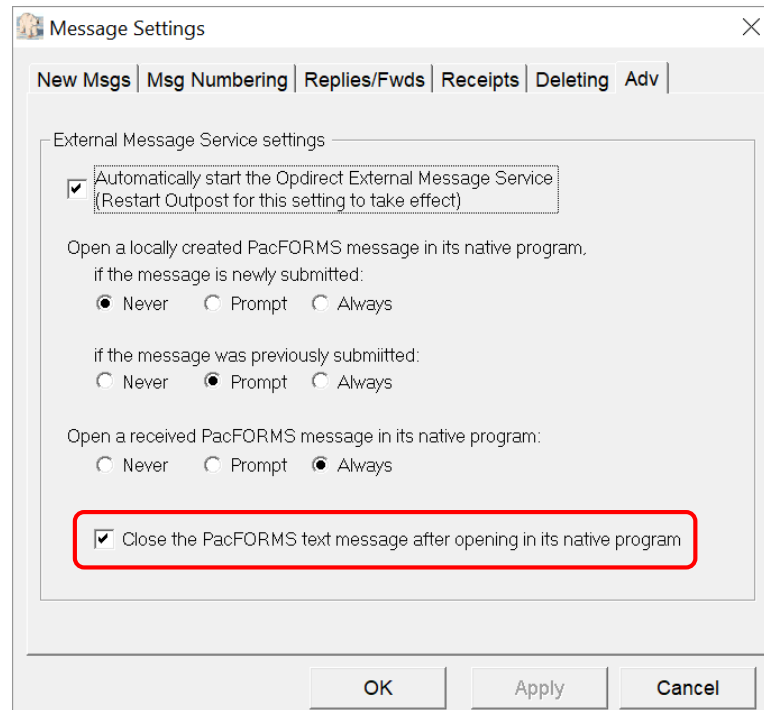 Message Settings
New Msgs Msg Numbering Replies/Fwds Receipts Deleting Adv
External Message Service settings
Automatically start the Opdirect External Message Service
(Restart Outpost for this setting to take effect)
Open a locally created PacFORMS message in its native program,
if the message is newly submitted:
Never Prompt Always
if the message was previously submiitted:
Never Prompt Always
Open a received PacFORMS message in its native program:
Never Prompt Always
Close the PacFORMS text message after opening in its native program
OK Apply Cancel